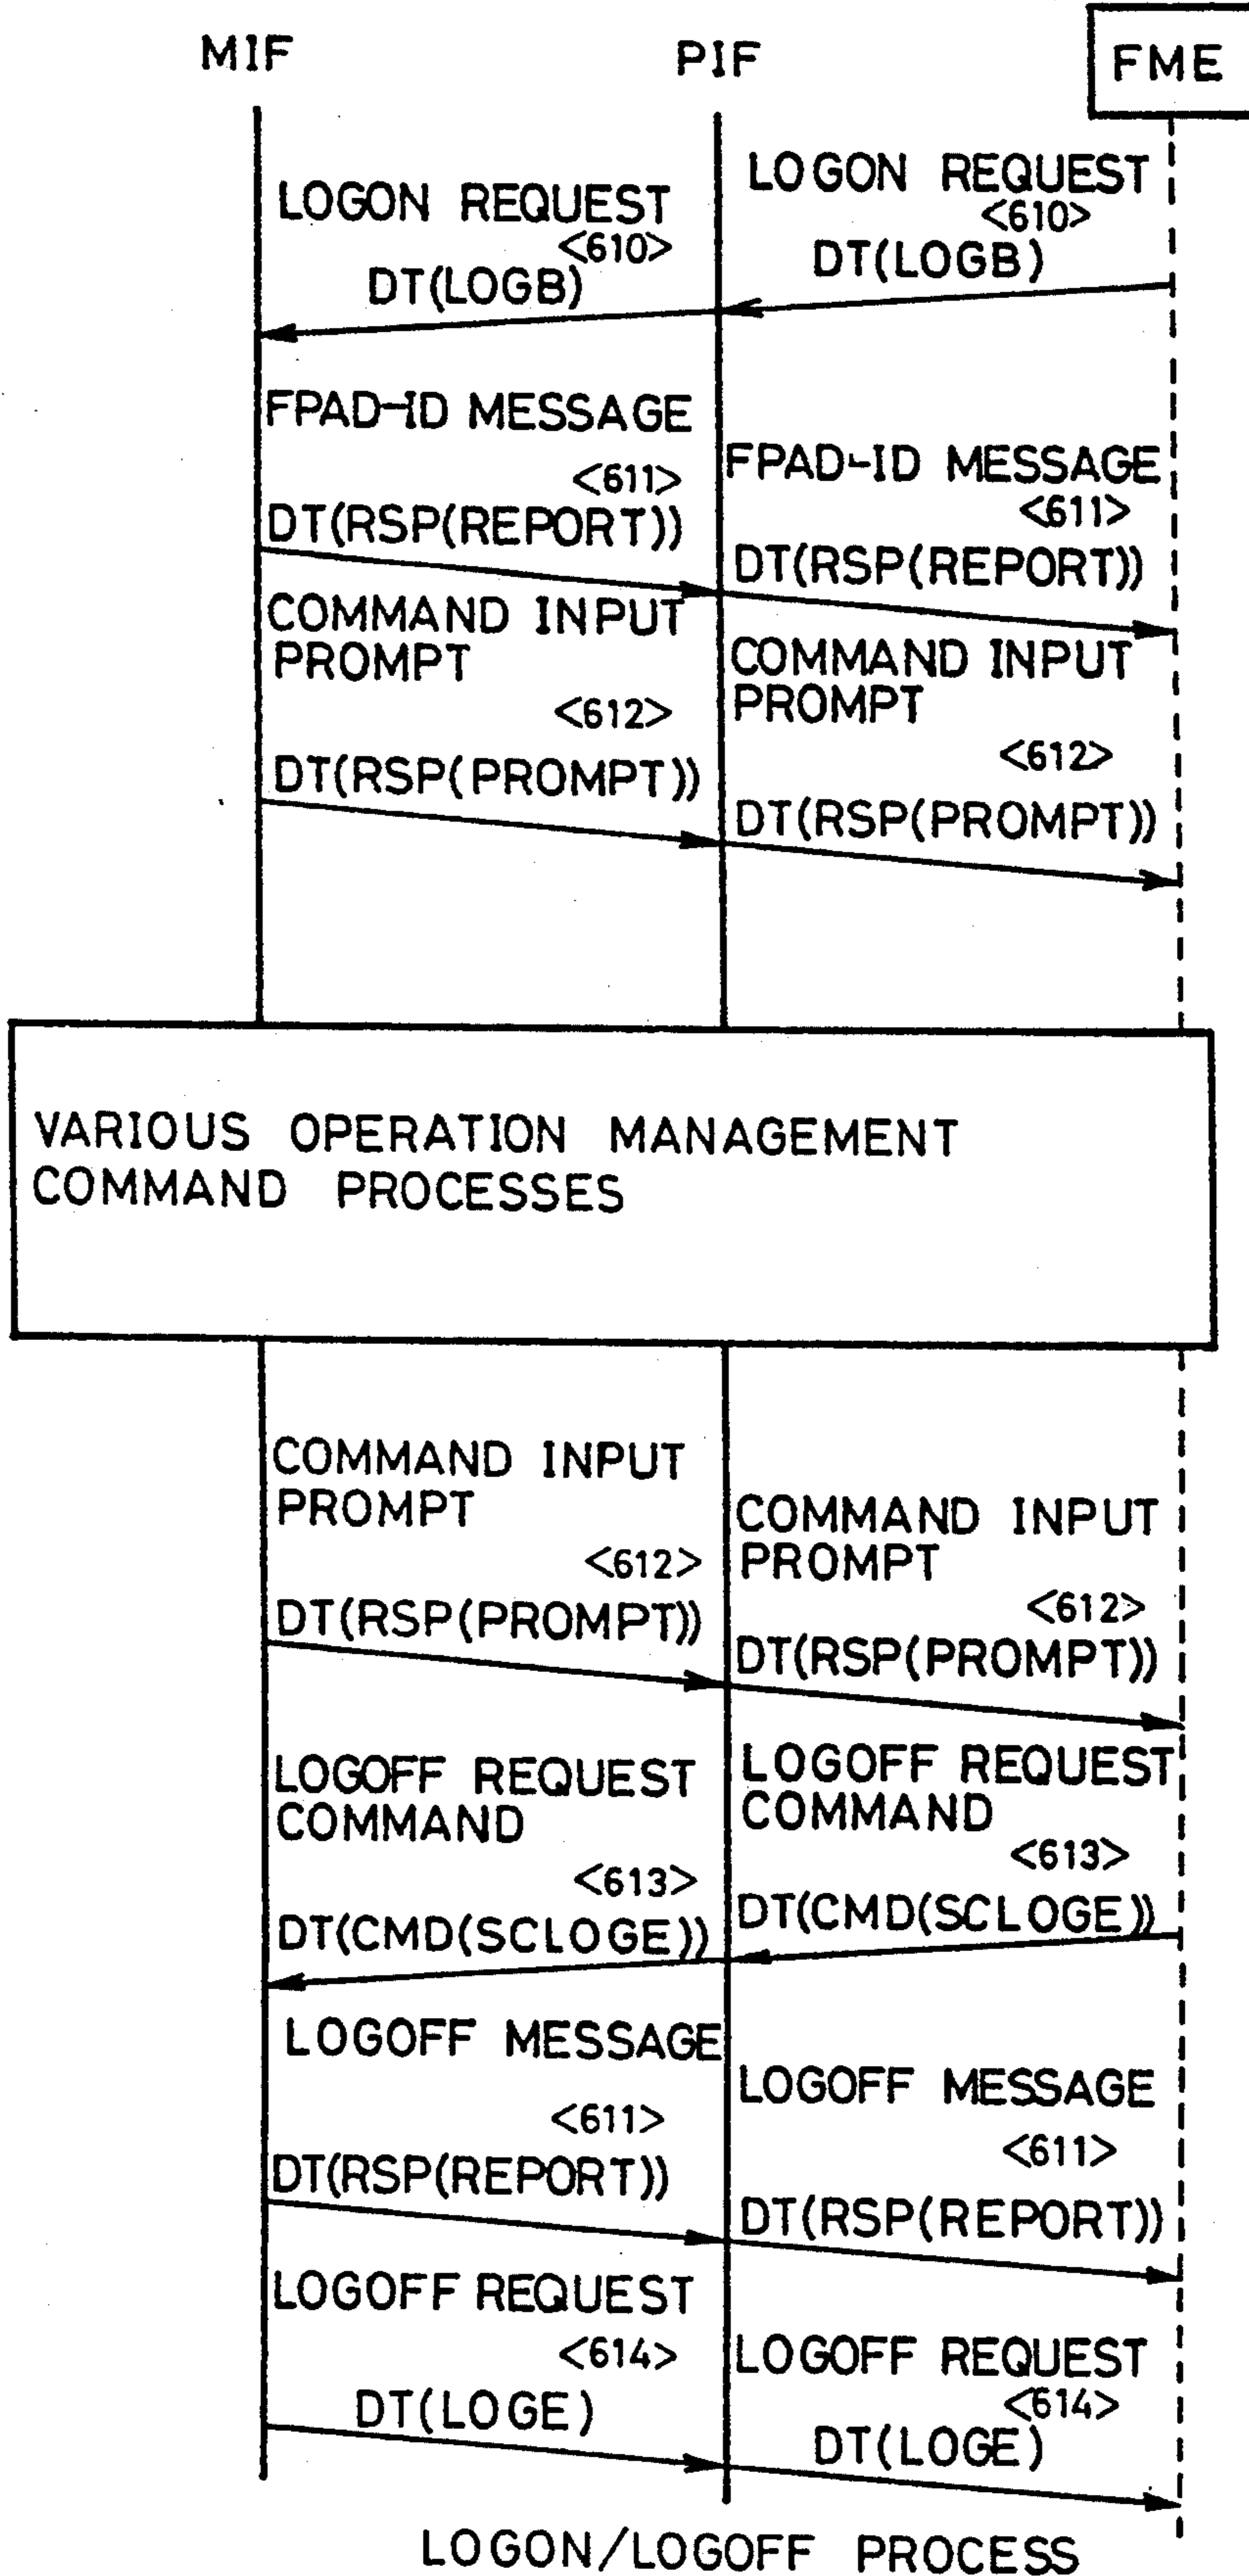 MIF
PIF
FME
LOGON REQUEST
<610>
DT(LOGB)
LOGON REQUEST
<610>
DT(LOGB)
FPAD-ID MESSAGE
<611>
DT(RSP(REPORT))
FPAD-ID MESSAGE
<611>
DT(RSP(REPORT))
COMMAND INPUT
PROMPT
<612>
DT(RSP(PROMPT))
COMMAND INPUT
PROMPT
<612>
DT(RSP(PROMPT))
VARIOUS OPERATION MANAGEMENT
COMMAND PROCESSES
COMMAND INPUT
PROMPT
<612>
DT(RSP(PROMPT))
COMMAND INPUT
PROMPT
<612>
DT(RSP(PROMPT))
LOGOFF REQUEST
COMMAND
<613>
DT(CMD(SCLOGE))
LOGOFF REQUEST
COMMAND
<613>
DT(CMD(SCLOGE))
LOGOFF MESSAGE
<611>
DT(RSP(REPORT))
LOGOFF MESSAGE
<611>
DT(RSP(REPORT))
LOGOFF REQUEST
<614>
DT(LOGE)
LOGOFF REQUEST
<614>
DT(LOGE)
LOGON/LOGOFF PROCESS